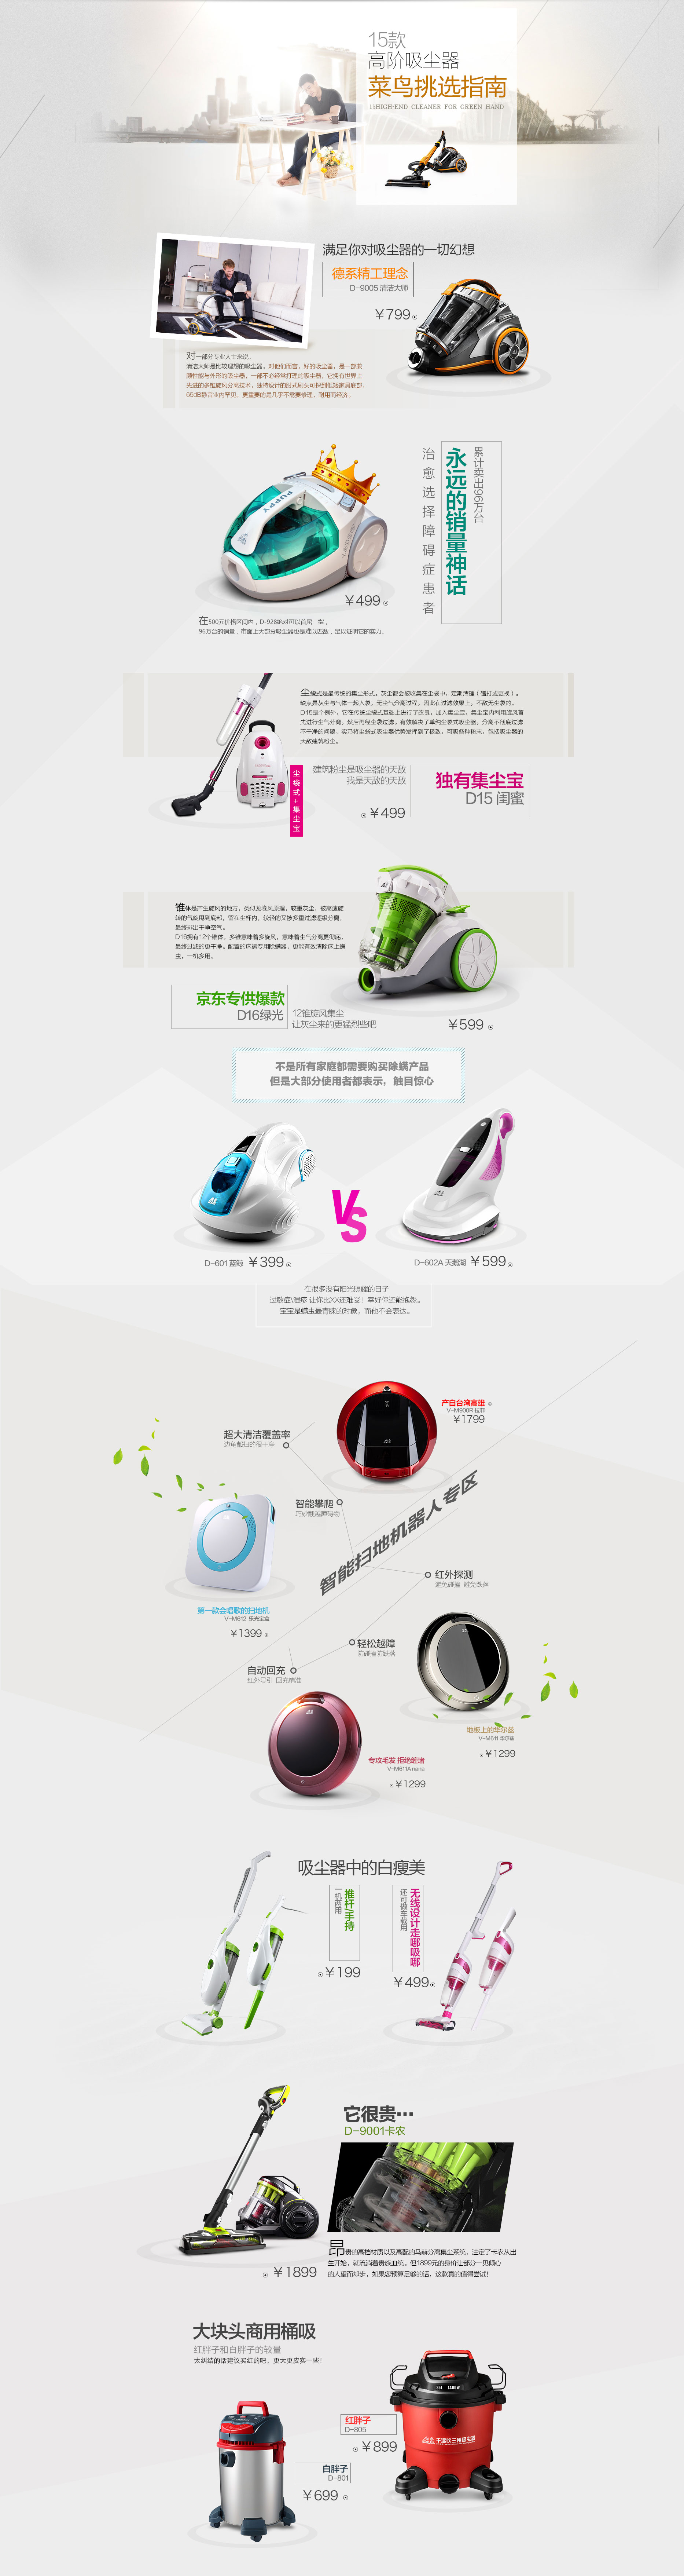 15款
高阶吸尘器
菜鸟挑选指南
15HIGH-END CLEANER FOR GREEN HAND
满足你对吸尘器的一切幻想
德系精工理念
D-9005 清洁大师
￥799
对一部分专业人士来说，
清洁大师是比较理想的吸尘器，对他们而言，好的吸尘器，是一部兼
顾性能与外形的吸尘器，一部不必经常打理的吸尘器，它拥有世界上
先进的多锥旋风分离技术，独特设计的肘式刷头可探到低矮家具底部，
65dB静音业内罕见，更重要的是几乎不需要修理，耐用而经济。
累计卖出96万台
永远的销量神话
治愈选择障碍症患者
PUPPY
￥499
在500元价格区间内，D-928绝对可以首屈一指，
96万台的销量，市面上大部分吸尘器也是难以匹敌，足以证明它的实力。
尘袋式是最传统的集尘形式。灰尘都会被收集在尘袋中，定期清理（磕打或更换）。
缺点是灰尘与气体一起入袋，无尘气分离过程，因此在过滤效果上，不敌无尘袋的。
D15是个例外，它在传统尘袋式基础上进行了改良，加入集尘宝，集尘宝内利用旋风首
先进行尘气分离，然后再经尘袋过滤。有效解决了单纯尘袋式吸尘器，分离不彻底过滤
不干净的问题，实乃将尘袋式吸尘器优势发挥到了极致，可吸各种粉末，包括吸尘器的
天敌建筑粉尘。
尘袋式+集尘宝
建筑粉尘是吸尘器的天敌
我是天敌的天敌
￥499
独有集尘宝
D15 闺蜜
锥体是产生旋风的地方，类似龙卷风原理，较重灰尘，被高速旋
转的气旋甩到底部，留在尘杯内，轻轻的又被多重过滤逐级分离，
最终排出干净空气。
D16拥有12个锥体，多锥意味着多旋风，意味着尘气分离更彻底，
最终过滤的更干净。配置的床褥专用除螨器，更能有效清除床上螨
虫，一机多用。
京东专供爆款
D16绿光
12锥旋风集尘
让灰尘来的更猛烈些吧
￥599
不是所有家庭都需要购买除螨产品
但是大部分使用者都表示，触目惊心
VS
D-601 蓝鲸 ￥399
D-602A 天鹅湖 ￥599
在很多没有阳光照耀的日子
过敏症\湿疹 让你比XX还难受！幸好你还能抱怨。
宝宝是螨虫最青睐的对象，而他不会表达。
产自台湾高雄
V-M900R 拉菲
￥1799
超大清洁覆盖率
边角都扫的很干净
智能攀爬
巧妙翻越障碍物
智能扫地机器人专区
红外探测
避免碰撞 避免跌落
第一款会唱歌的扫地机
V-M612 乐光宝盒
￥1399
轻松越障
防碰撞防跌落
自动回充
红外导引 回充精准
地板上的华尔兹
V-M611 华尔兹
￥1299
专攻毛发 拒绝缠堵
V-M611A nana
￥1299
吸尘器中的白瘦美
推杆\手持
一机两用
￥199
无线设计走哪吸哪
还可做车载用
￥499
它很贵…
D-9001卡农
￥1899
昂贵的高档材质以及高配的马赫分离集尘系统，注定了卡农从出
生开始，就流淌着贵族血统。但1899元的身价让部分一见倾心
的人望而却步，如果您预算足够的话，这款真的值得尝试！
大块头商用桶吸
红胖子和白胖子的较量
大纠结的话建议买红的吧，更大更皮实一些！
红胖子
D-805
￥899
35L 1800W
干湿吹三用吸尘器
白胖子
D-801
￥699